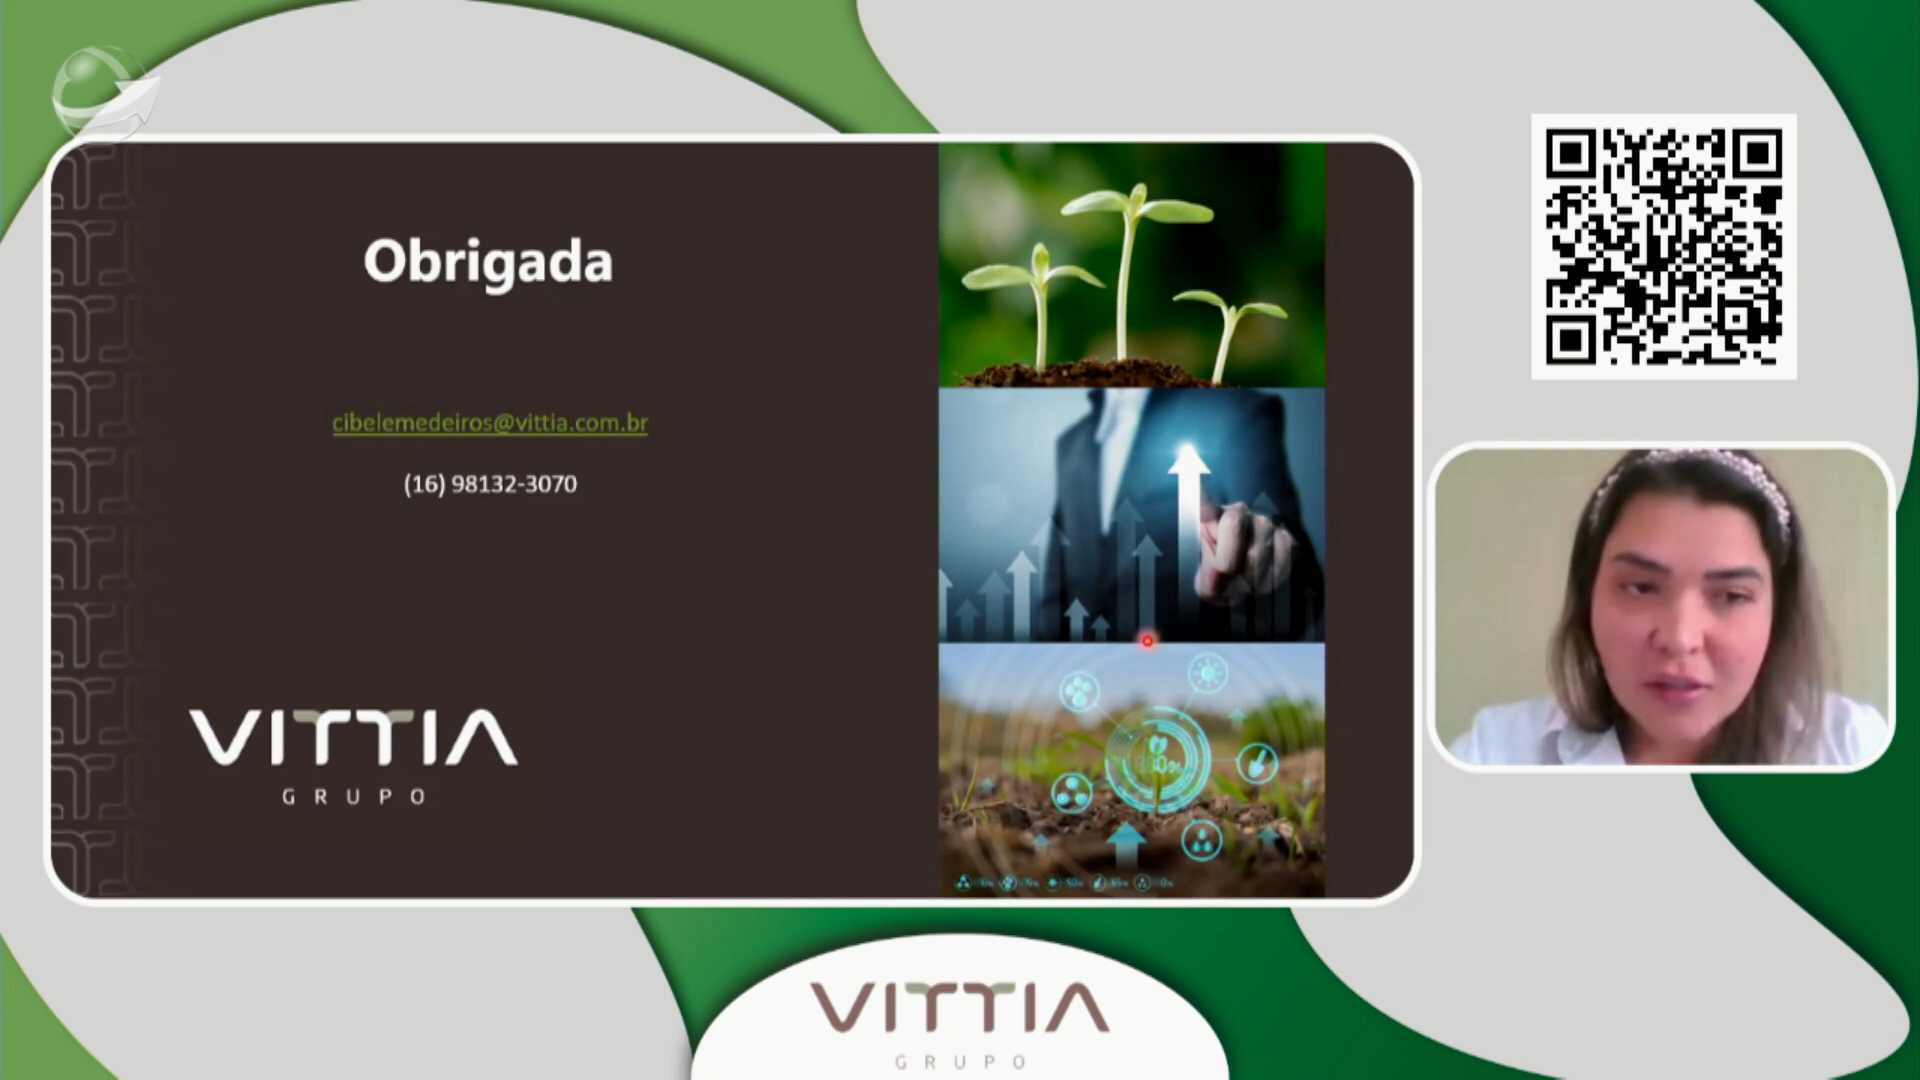 Obrigada
cibelemedeiros@vittia.com.br
(16) 98132-3070
VITTIA
GRUPO
VITTIA
GRUPO